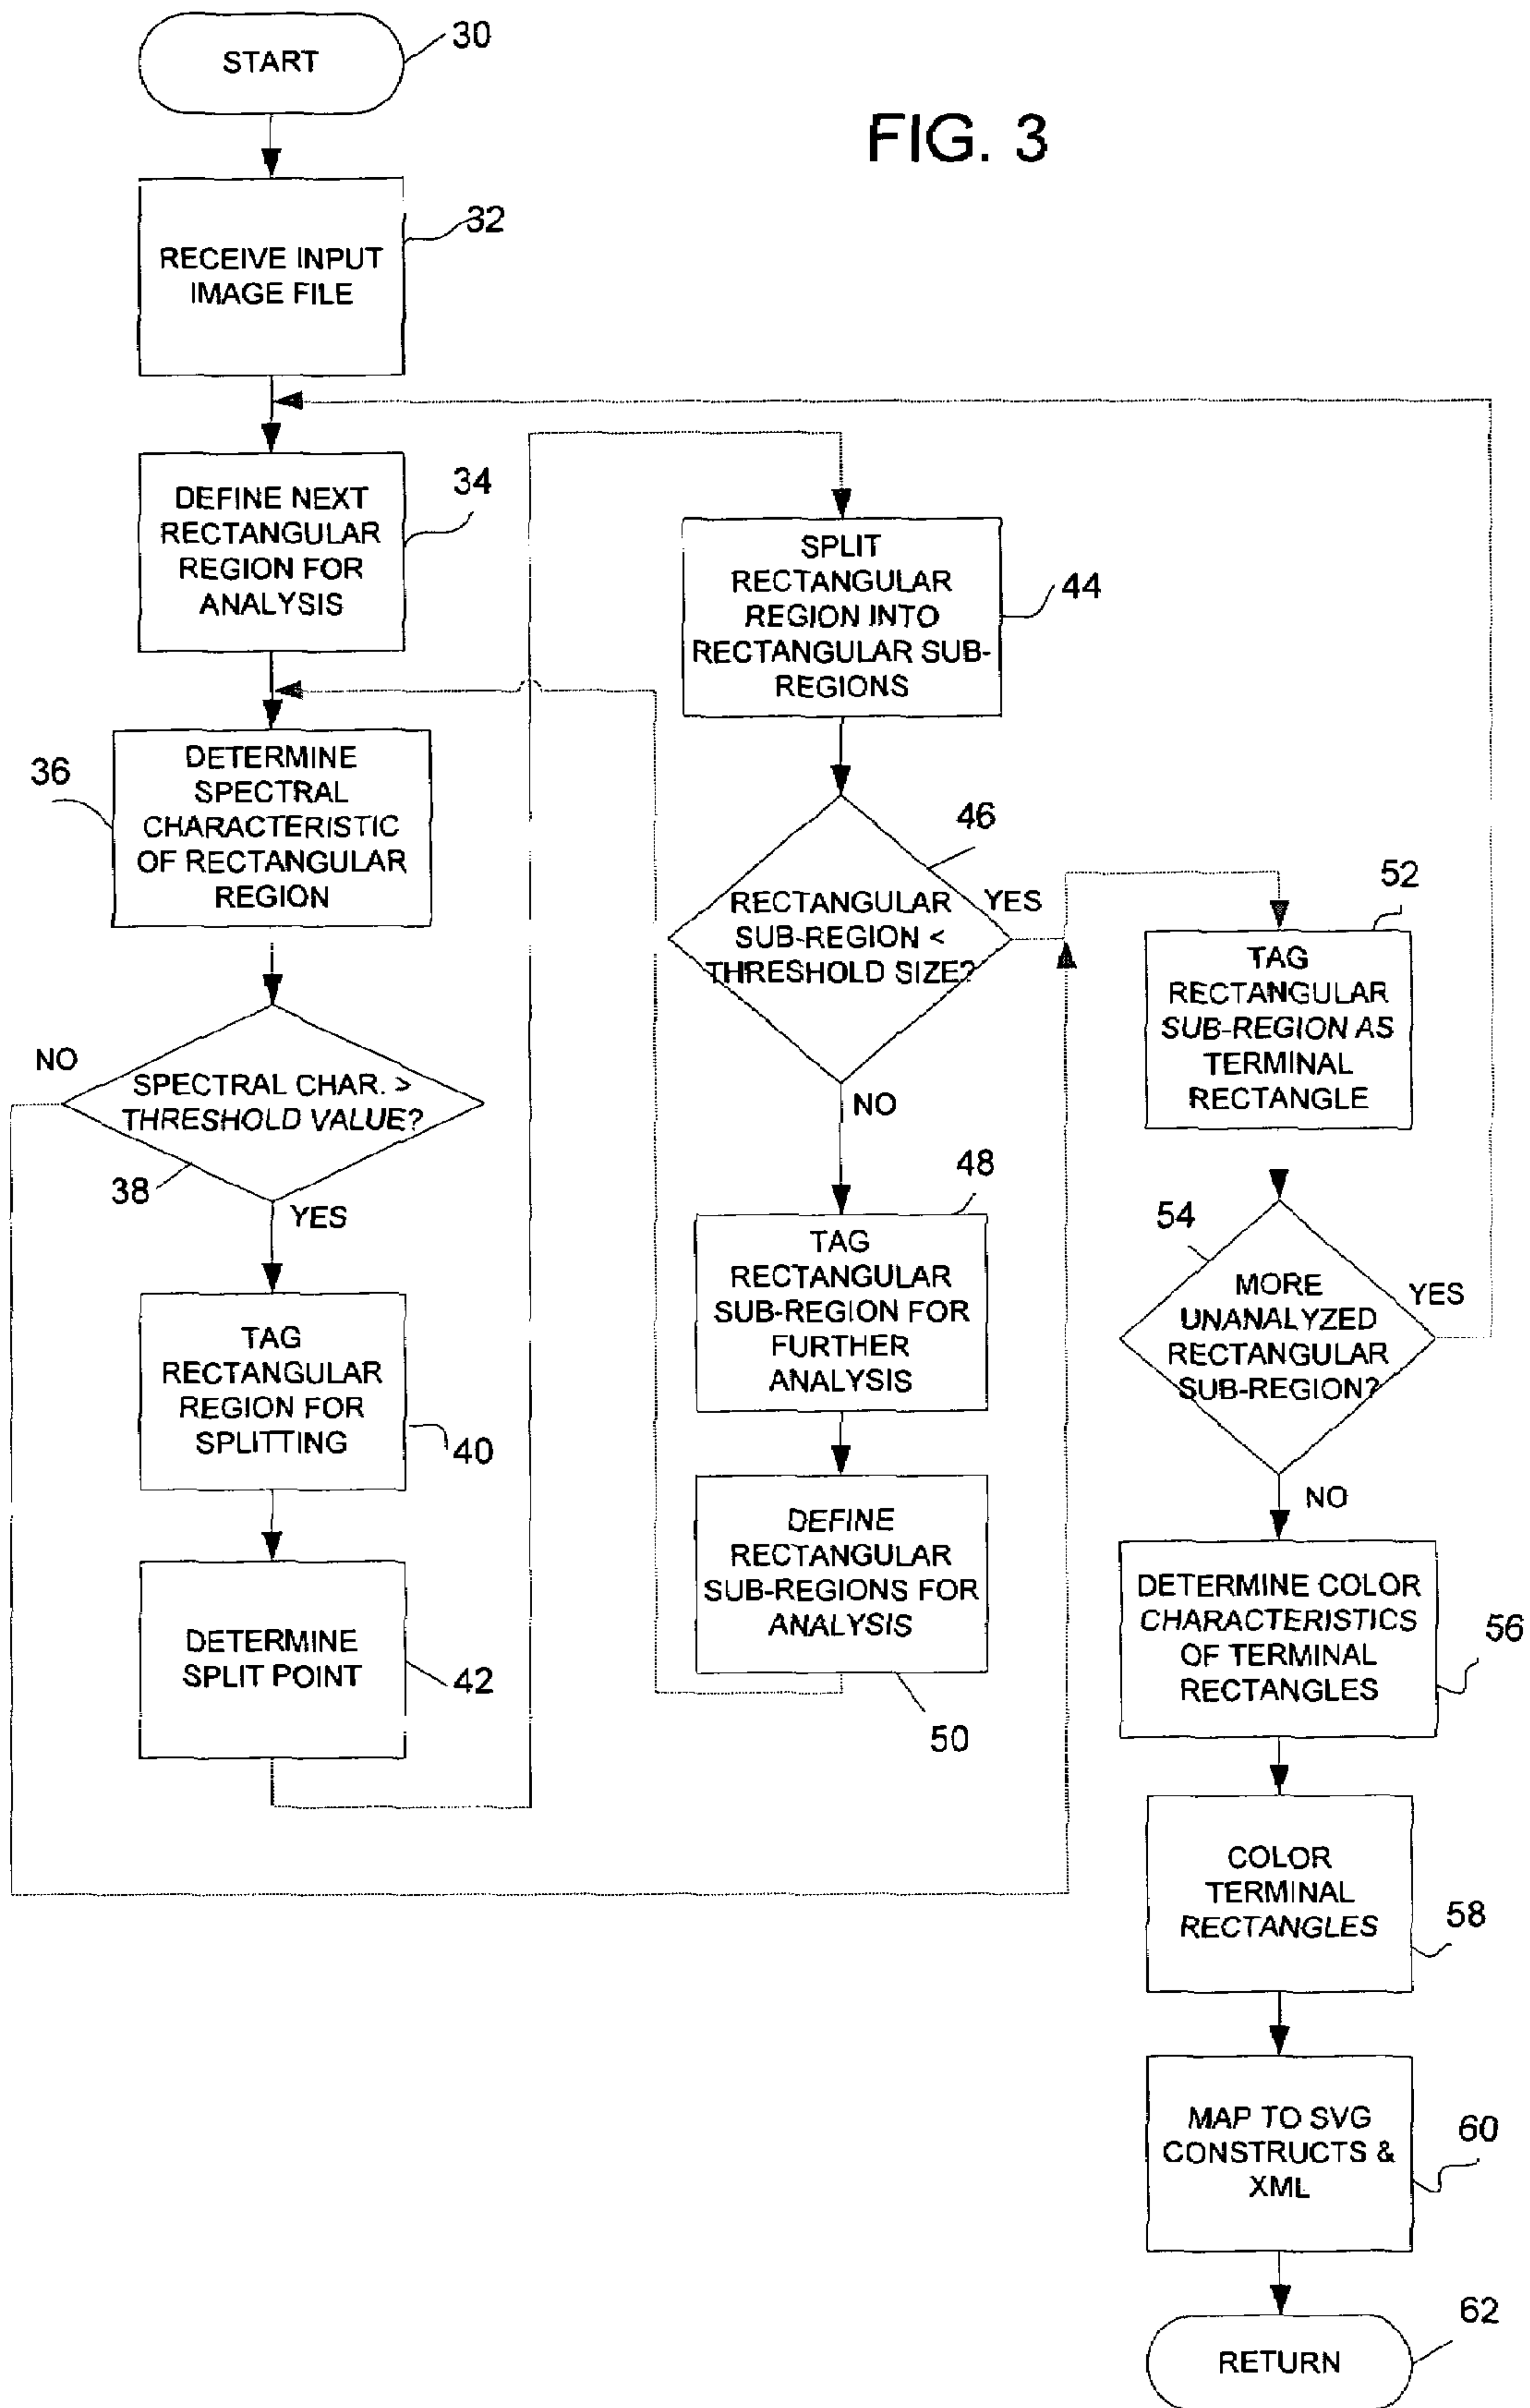 FIG. 3
START
30
RECEIVE INPUT
IMAGE FILE
32
DEFINE NEXT
RECTANGULAR
REGION FOR
ANALYSIS
34
DETERMINE
SPECTRAL
CHARACTERISTIC
OF RECTANGULAR
REGION
36
NO
SPECTRAL CHAR. >
THRESHOLD VALUE?
38
YES
TAG
RECTANGULAR
REGION FOR
SPLITTING
40
DETERMINE
SPLIT POINT
42
SPLIT
RECTANGULAR
REGION INTO
RECTANGULAR SUB-
REGIONS
44
46
RECTANGULAR
SUB-REGION <
THRESHOLD SIZE?
YES
NO
48
TAG
RECTANGULAR
SUB-REGION FOR
FURTHER
ANALYSIS
DEFINE
RECTANGULAR
SUB-REGIONS FOR
ANALYSIS
50
52
TAG
RECTANGULAR
SUB-REGION AS
TERMINAL
RECTANGLE
54
MORE
UNANALYZED
RECTANGULAR
SUB-REGION?
YES
NO
DETERMINE COLOR
CHARACTERISTICS
OF TERMINAL
RECTANGLES
56
COLOR
TERMINAL
RECTANGLES
58
MAP TO SVG
CONSTRUCTS &
XML
60
RETURN
62